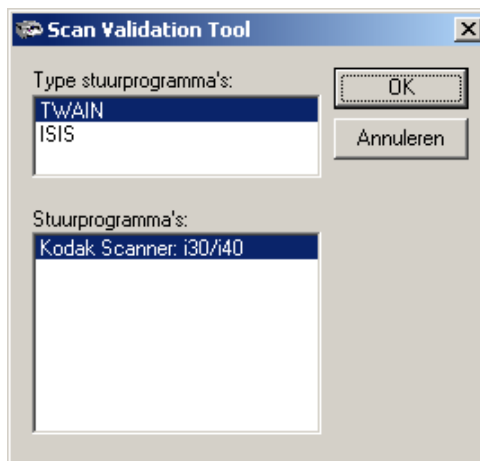 Scan Validation Tool
Type stuurprogramma's:
TWAIN
ISIS
OK
Annuleren
Stuurprogramma's:
Kodak Scanner: i30/i40